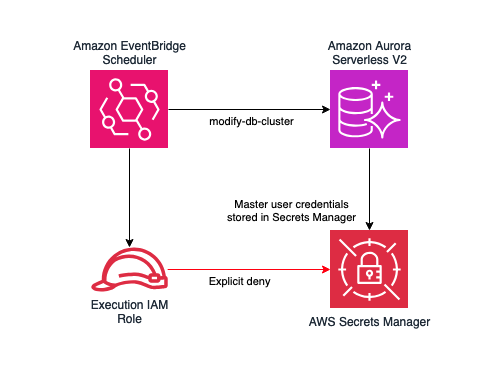 Amazon EventBridge
Scheduler
Amazon Aurora
Serverless V2
modify-db-cluster
Master user credentials
stored in Secrets Manager
Explicit deny
Execution IAM
Role
AWS Secrets Manager